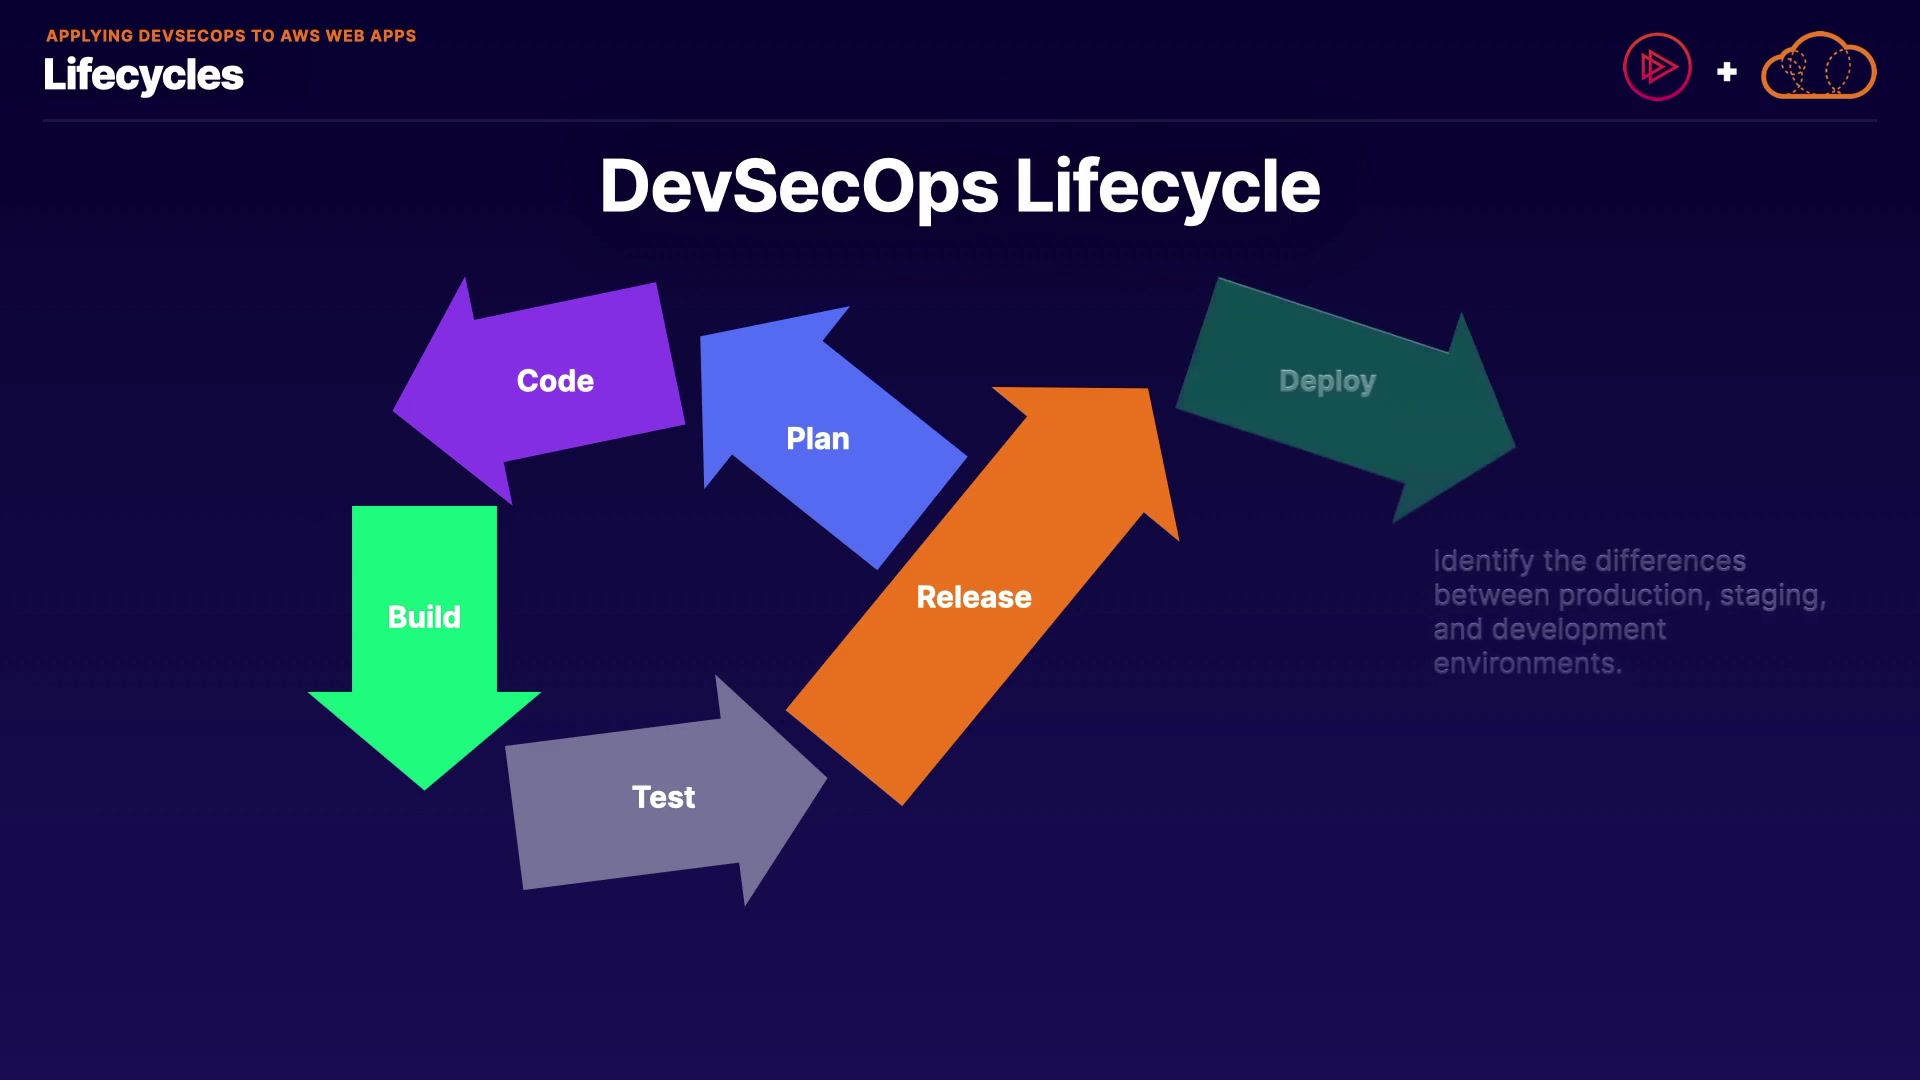 APPLYING DEVSECOPS TO AWS WEB APPS
Lifecycles
DevSecOps Lifecycle
Code
Plan
Deploy
Build
Release
Test
Identify the differences
between production, staging,
and development
environments.